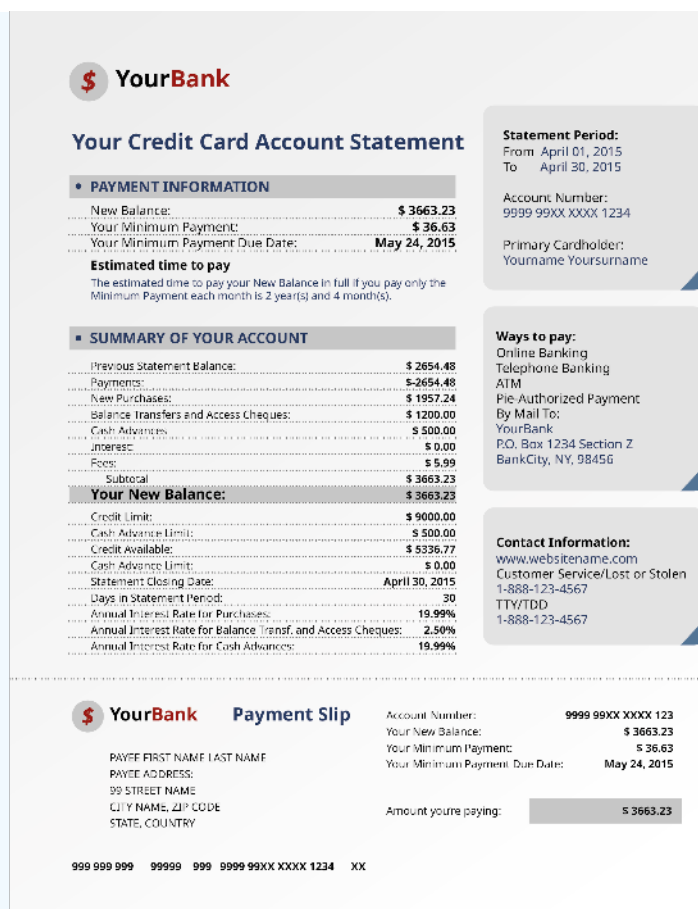 $ YourBank
Your Credit Card Account Statement
• PAYMENT INFORMATION
New Balance: $ 3663.23
Your Minimum Payment: $ 36.63
Your Minimum Payment Due Date: May 24, 2015
Estimated time to pay
The estimated time to pay your New Balance in full if you pay only the
Minimum Payment each month is 2 year(s) and 4 month(s).
▪ SUMMARY OF YOUR ACCOUNT
Previous Statement Balance: $ 2654.48
Payments: $-2654.48
New Purchases: $ 1957.24
Balance Transfers and Access Cheques: $ 1200.00
Cash Advances $ 500.00
Interest: $ 0.00
Fees: $ 5.99
Subtotal $ 3663.23
Your New Balance: $ 3663.23
Credit Limit: $ 9000.00
Cash Advance Limit: $ 500.00
Credit Available: $ 5336.77
Cash Advance Limit: $ 0.00
Statement Closing Date: April 30, 2015
Days in Statement Period: 30
Annual Interest Rate for Purchases: 19.99%
Annual Interest Rate for Balance Transf. and Access Cheques: 2.50%
Annual Interest Rate for Cash Advances: 19.99%
Statement Period:
From April 01, 2015
To April 30, 2015
Account Number:
9999 99XX XXXX 1234
Primary Cardholder:
Yourname Yoursurname
Ways to pay:
Online Banking
Telephone Banking
ATM
Pie-Authorized Payment
By Mail To:
YourBank
P.O. Box 1234 Section Z
BankCity, NY, 98456
Contact Information:
www.websitename.com
Customer Service/Lost or Stolen
1-888-123-4567
TTY/TDD
1-888-123-4567
$ YourBank Payment Slip
PAYEE FIRST NAME LAST NAME
PAYEE ADDRESS:
99 STREET NAME
CITY NAME, ZIP CODE
STATE, COUNTRY
Account Number: 9999 99XX XXXX 123
Your New Balance: $ 3663.23
Your Minimum Payment: $ 36.63
Your Minimum Payment Due Date: May 24, 2015
Amount you're paying: $ 3663.23
999 999 999 99999 999 9999 99XX XXXX 1234 XX